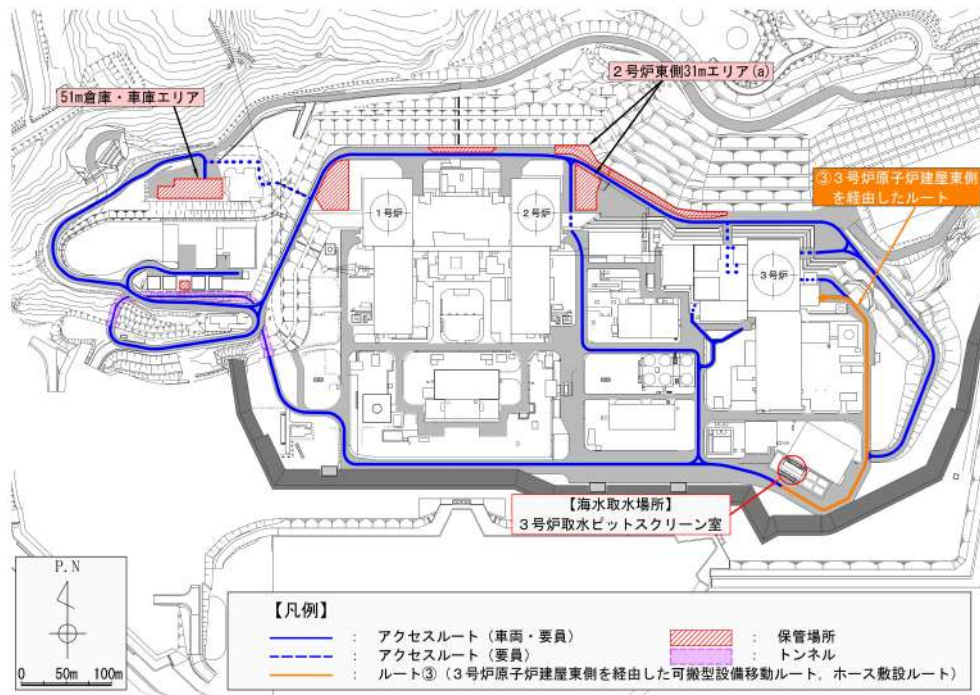 51m倉庫・車庫エリア
２号炉東側31mエリア(a)
③３号炉原子炉建屋東側
を経由したルート
１号炉
２号炉
３号炉
【海水取水場所】
３号炉取水ピットスクリーン室
P.N
0 50m 100m
【凡例】
： アクセスルート（車両・要員）
： アクセスルート（要員）
： ルート③（３号炉原子炉建屋東側を経由した可搬型設備移動ルート，ホース敷設ルート）
： 保管場所
： トンネル